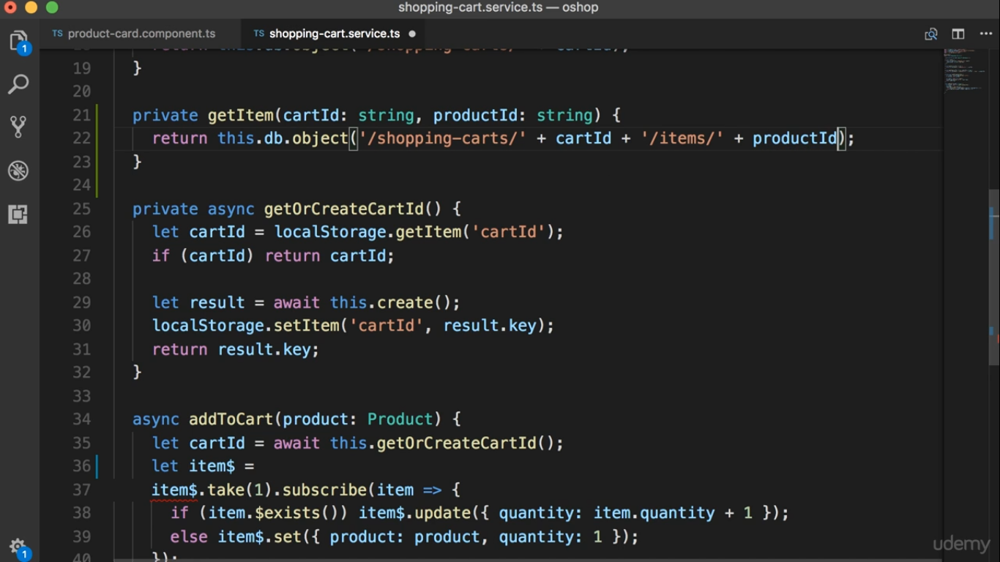 shopping-cart.service.ts — oshop
TS product-card.component.ts TS shopping-cart.service.ts
1
19 }
20
21 private getItem(cartId: string, productId: string) {
22 return this.db.object('/shopping-carts/' + cartId + '/items/' + productId);
23 }
24
25 private async getOrCreateCartId() {
26 let cartId = localStorage.getItem('cartId');
27 if (cartId) return cartId;
28
29 let result = await this.create();
30 localStorage.setItem('cartId', result.key);
31 return result.key;
32 }
33
34 async addToCart(product: Product) {
35 let cartId = await this.getOrCreateCartId();
36 let item$ =
37 item$.take(1).subscribe(item => {
38 if (item.$exists()) item$.update({ quantity: item.quantity + 1 });
39 else item$.set({ product: product, quantity: 1 });
40 });
1
udemy